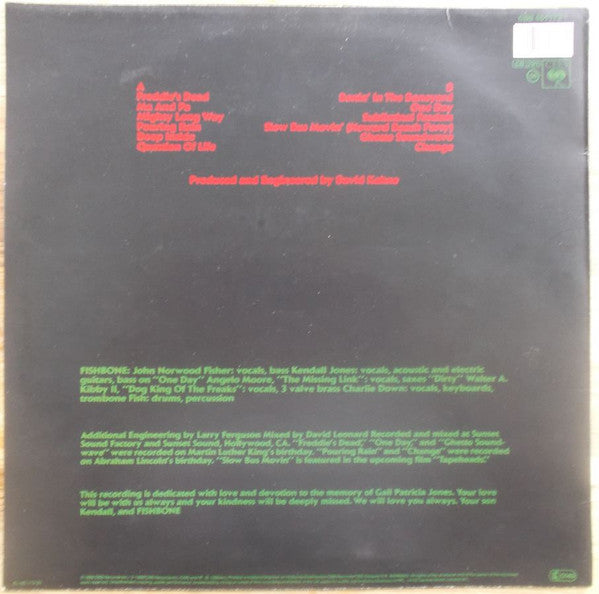 A
Freddie's Dead
Ma And Pa
Mighty Long Way
Pouring Rain
Deep Inside
Question Of Life
B
Bonin' In The Boneyard
One Day
Subliminal Fascism
Slow Bus Movin' (Howard Beach Party)
Ghetto Soundwave
Change
Produced and Engineered by David Kahne
FISHBONE: John Norwood Fisher: vocals, bass Kendall Jones: vocals, acoustic and electric
guitars, bass on "One Day" Angelo Moore, "The Missing Link": vocals, saxes "Dirty" Walter A.
Kibby II, "Dog King Of The Freaks": vocals, 3 valve brass Charlie Down: vocals, keyboards,
trombone Fish: drums, percussion
Additional Engineering by Larry Ferguson Mixed by David Leonard Recorded and mixed at Sunset
Sound Factory and Sunset Sound, Hollywood, CA. "Freddie's Dead," "One Day," and "Ghetto Sound-
wave" were recorded on Martin Luther King's birthday. "Pouring Rain" and "Change" were recorded
on Abraham Lincoln's birthday. "Slow Bus Movin'" is featured in the upcoming film "Tapeheads."
This recording is dedicated with love and devotion to the memory of Gail Patricia Jones. Your love
will be with us always and your kindness will be deeply missed. We will love you always. Your son
Kendall, and FISHBONE